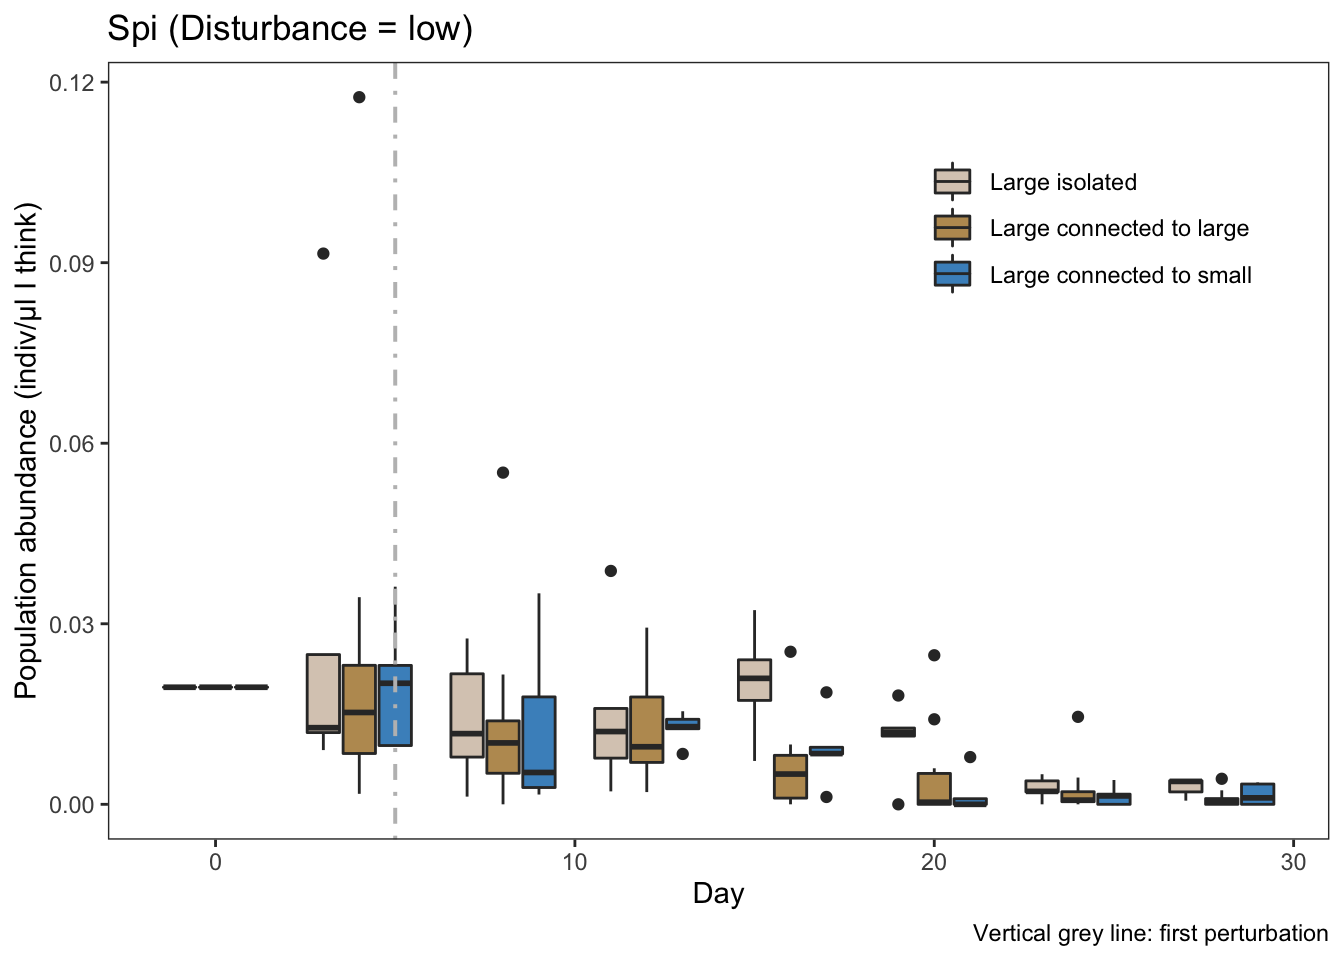 Spi (Disturbance = low)
Population abundance (indiv/μl I think)
0.12
0.09
0.06
0.03
0.00
Large isolated
Large connected to large
Large connected to small
0
10
20
30
Day
Vertical grey line: first perturbation